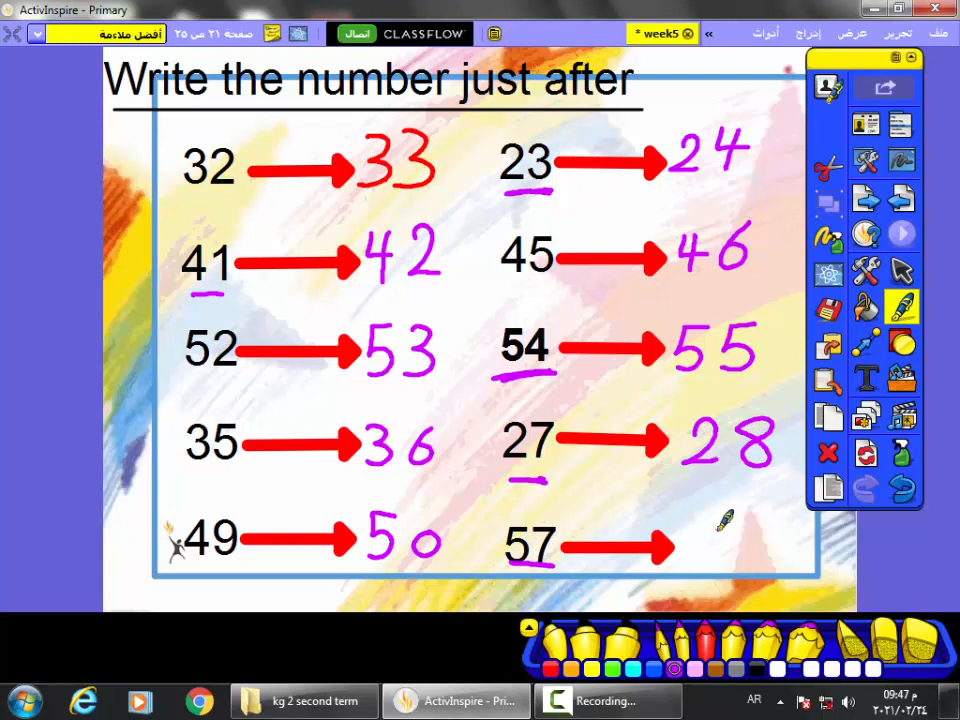 ActivInspire - Primary
أفضل ملاءمة
صفحة ٢١ من ٢٥
اتصال
CLASSFLOW
week5 *
»
أدوات
إدراج
عرض
تحرير
ملف
Write the number just after
32 33 23 24
41 42 45 46
52 53 54 55
35 36 27 28
49 50 57
kg 2 second term
ActivInspire - Pri...
Recording...
AR
09:47 م
٢٠٢١/٠٢/٢٤